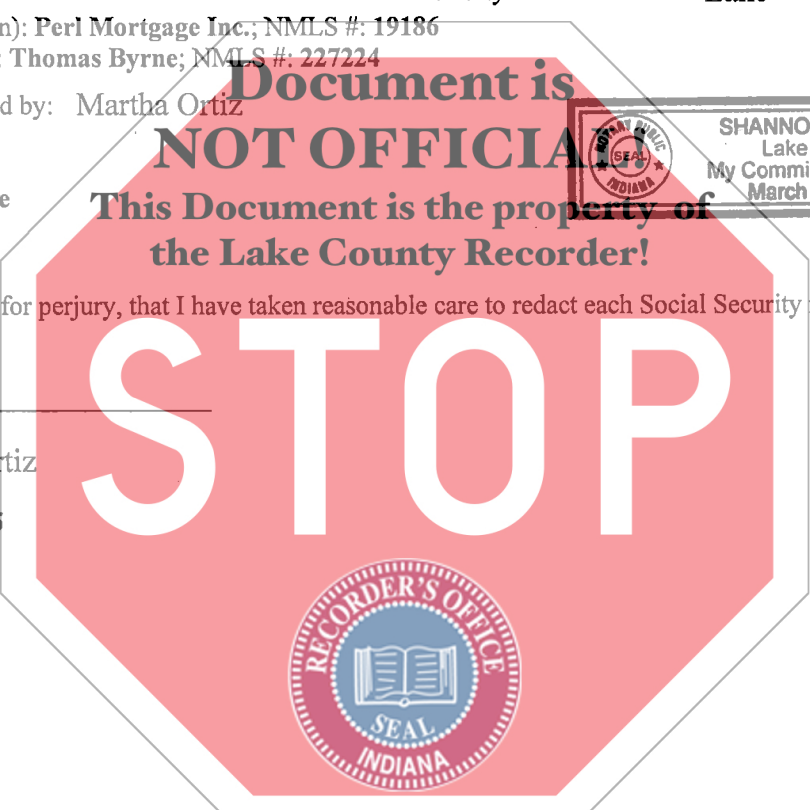 n): Perl Mortgage Inc.; NMLS #: 19186
: Thomas Byrne; NMLS #: 227224
d by: Martha Ortiz
Document is
NOT OFFICIAL!
This Document is the property of
the Lake County Recorder!
NOTARY PUBLIC
SEAL
INDIANA
SHANNO
Lake
My Commi
March
e
for perjury, that I have taken reasonable care to redact each Social Security
STOP
rtiz
RECORDER'S OFFICE
SEAL
INDIANA